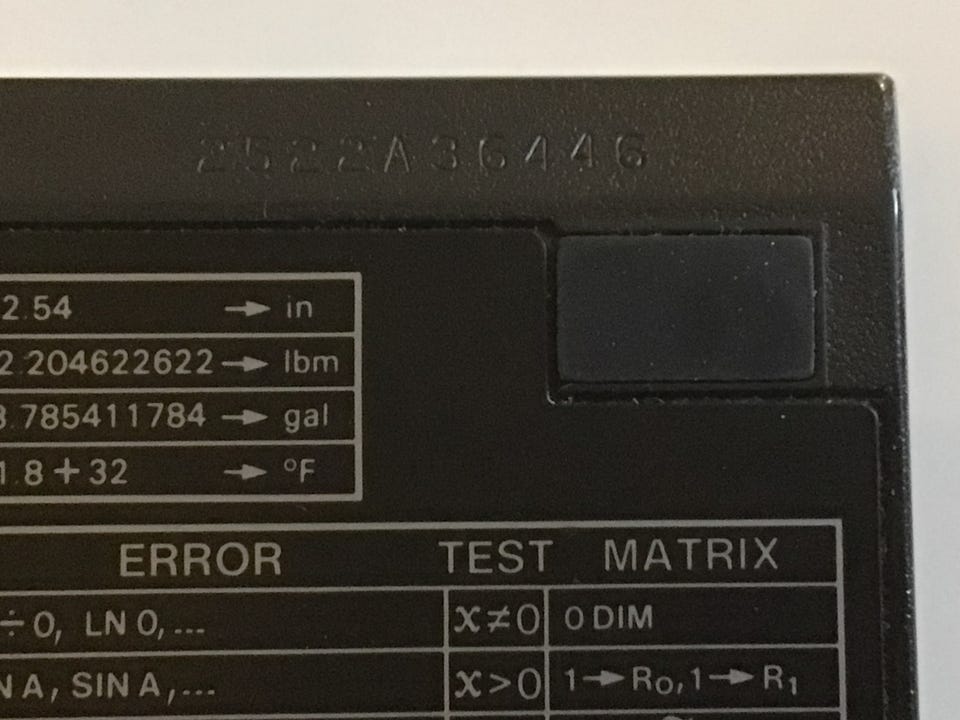 2522A36446
2.54 → in
2.204622622 → lbm
3.785411784 → gal
1.8 + 32 → °F
ERROR TEST MATRIX
÷0, LN 0, ... x≠0 0 DIM
N A, SIN A, ... x>0 1→R₀, 1→R₁